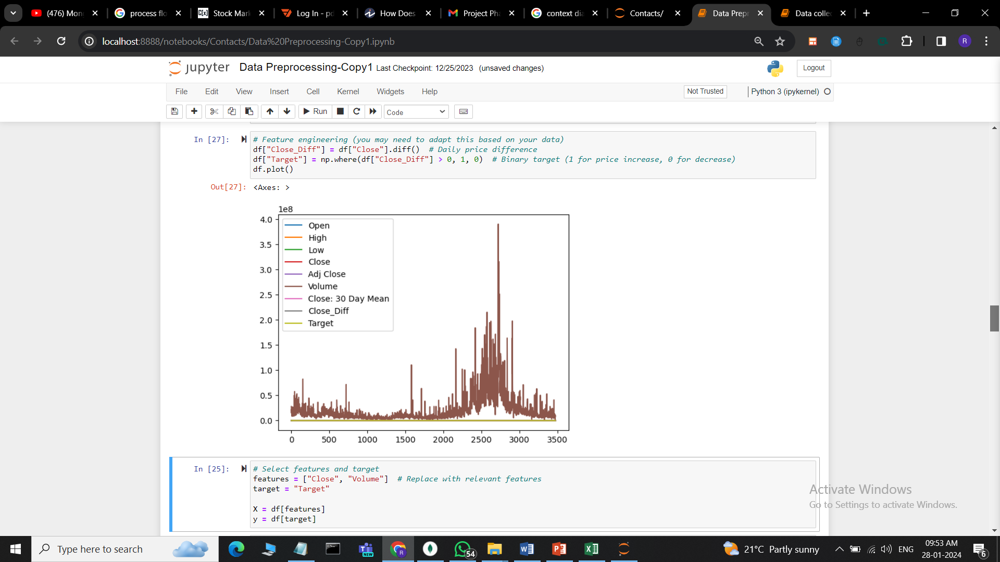 (476) Mon
process flo
C[x] Stock Mark
Log In - pd
How Does
Project Pha
context dia
Contacts/
Data Prepr
Data collec
localhost:8888/notebooks/Contacts/Data%20Preprocessing-Copy1.ipynb
R
jupyter Data Preprocessing-Copy1 Last Checkpoint: 12/25/2023 (unsaved changes)
Logout
File Edit View Insert Cell Kernel Widgets Help
Not Trusted
Python 3 (ipykernel)
Run
Code
In [27]:
# Feature engineering (you may need to adapt this based on your data)
df["Close_Diff"] = df["Close"].diff() # Daily price difference
df["Target"] = np.where(df["Close_Diff"] > 0, 1, 0) # Binary target (1 for price increase, 0 for decrease)
df.plot()
Out[27]: <Axes: >
1e8
4.0
3.5
3.0
2.5
2.0
1.5
1.0
0.5
0.0
Open
High
Low
Close
Adj Close
Volume
Close: 30 Day Mean
Close_Diff
Target
0 500 1000 1500 2000 2500 3000 3500
In [25]:
# Select features and target
features = ["Close", "Volume"] # Replace with relevant features
target = "Target"
X = df[features]
y = df[target]
Activate Windows
Go to Settings to activate Windows.
Type here to search
NEW
R
54
21°C Partly sunny
ENG
09:53 AM
28-01-2024
6